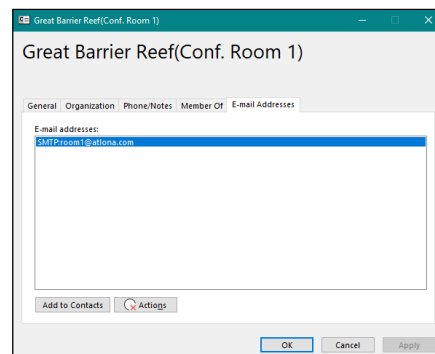 Great Barrier Reef(Conf. Room 1)
Great Barrier Reef(Conf. Room 1)
General Organization Phone/Notes Member Of E-mail Addresses
E-mail addresses:
SMTP:room1@atlona.com
Add to Contacts Actions
OK Cancel Apply